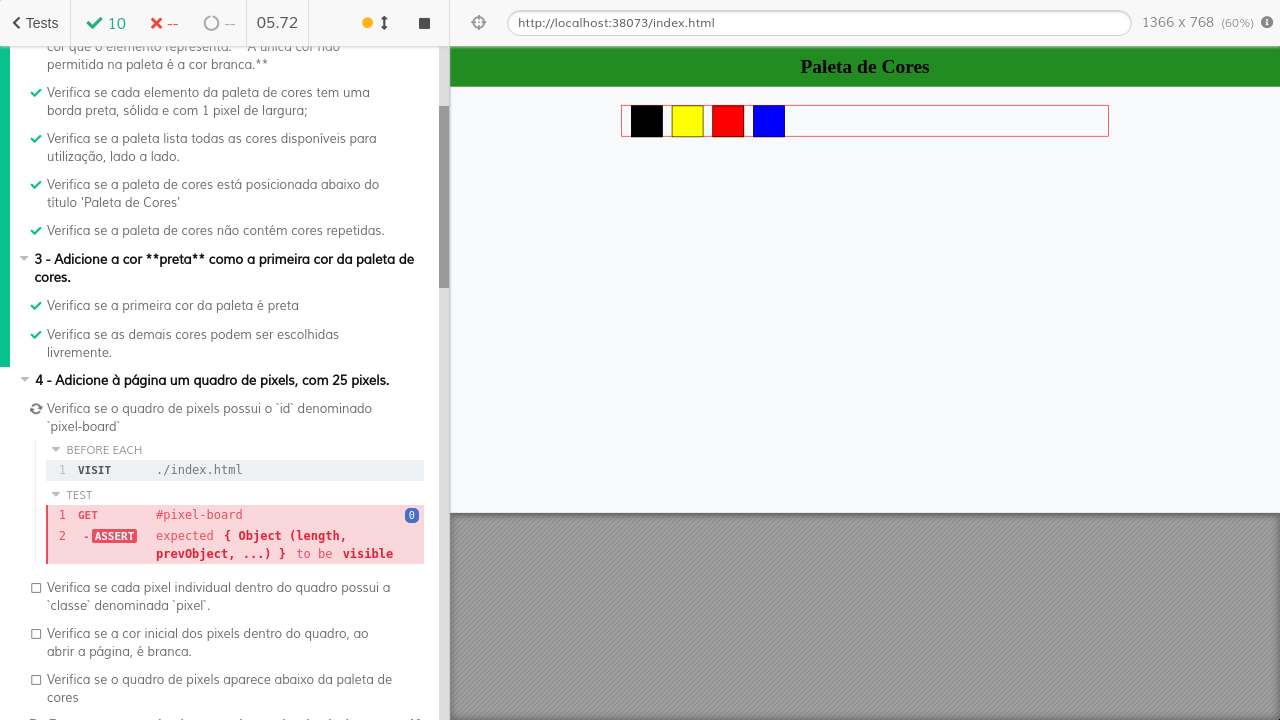 Tests
10
--
--
05.72
http://localhost:38073/index.html
1366 x 768 (60%)
cor que o elemento representa. **A única cor não
permitida na paleta é a cor branca.**
Verifica se cada elemento da paleta de cores tem uma
borda preta, sólida e com 1 pixel de largura;
Verifica se a paleta lista todas as cores disponíveis para
utilização, lado a lado.
Verifica se a paleta de cores está posicionada abaixo do
título 'Paleta de Cores'
Verifica se a paleta de cores não contém cores repetidas.
3 - Adicione a cor **preta** como a primeira cor da paleta de
cores.
Verifica se a primeira cor da paleta é preta
Verifica se as demais cores podem ser escolhidas
livremente.
4 - Adicione à página um quadro de pixels, com 25 pixels.
Verifica se o quadro de pixels possui o `id` denominado
`pixel-board`
BEFORE EACH
1 VISIT ./index.html
TEST
1 GET #pixel-board 0
2 -ASSERT expected { Object (length,
prevObject, ...) } to be visible
Verifica se cada pixel individual dentro do quadro possui a
`classe` denominada `pixel`.
Verifica se a cor inicial dos pixels dentro do quadro, ao
abrir a página, é branca.
Verifica se o quadro de pixels aparece abaixo da paleta de
cores
Paleta de Cores